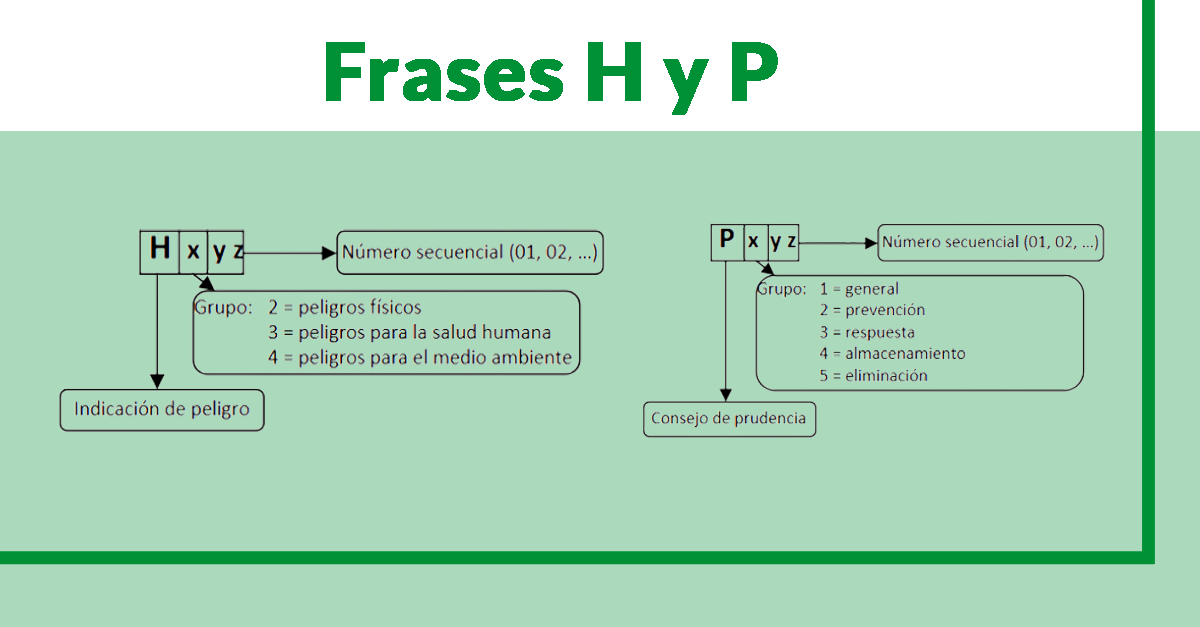 Frases H y P
H x y z
Número secuencial (01, 02, ...)
Grupo: 2 = peligros físicos
3 = peligros para la salud humana
4 = peligros para el medio ambiente
Indicación de peligro
P x y z
Número secuencial (01, 02, ...)
Grupo: 1 = general
2 = prevención
3 = respuesta
4 = almacenamiento
5 = eliminación
Consejo de prudencia